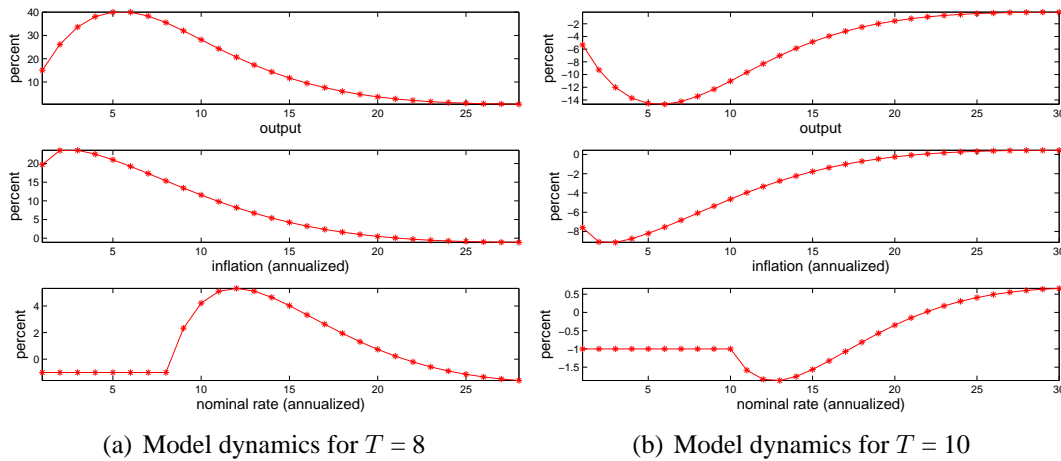 40
30
20
10
percent
5 10 15 20 25
output
20
15
10
5
0
percent
5 10 15 20 25
inflation (annualized)
4
2
0
percent
5 10 15 20 25
nominal rate (annualized)
(a) Model dynamics for T = 8
−2
−4
−6
−8
−10
−12
−14
percent
5 10 15 20 25 30
output
0
−2
−4
−6
−8
percent
5 10 15 20 25 30
inflation (annualized)
0.5
0
−0.5
−1
−1.5
percent
5 10 15 20 25 30
nominal rate (annualized)
(b) Model dynamics for T = 10